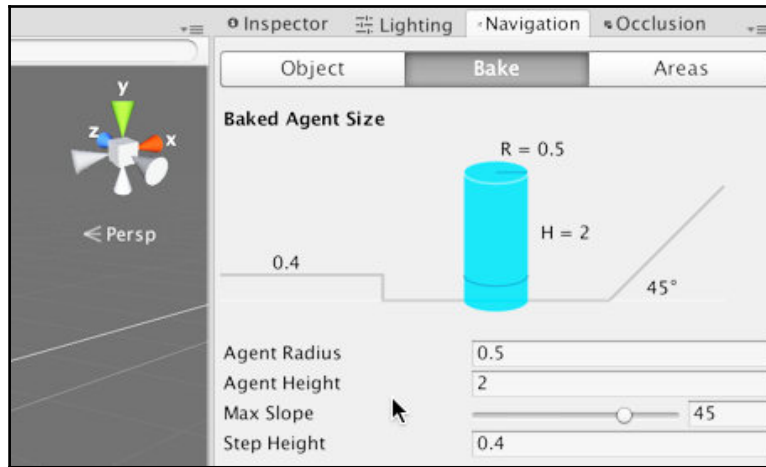 Inspector Lighting Navigation Occlusion
Object Bake Areas
y
z x
Persp
Baked Agent Size
R = 0.5
H = 2
0.4
45°
Agent Radius 0.5
Agent Height 2
Max Slope 45
Step Height 0.4